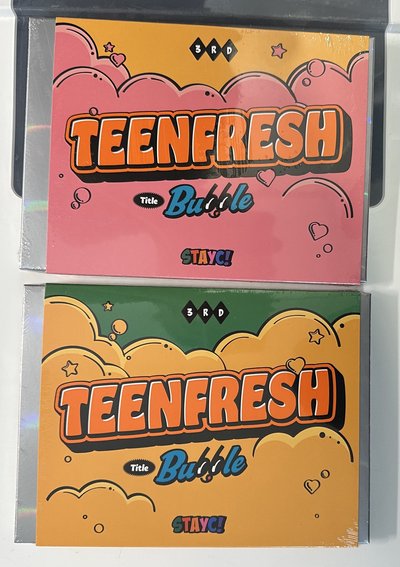 3RD
TEENFRESH
Title Bubble
STAYC!
3RD
TEENFRESH
Title Bubble
STAYC!